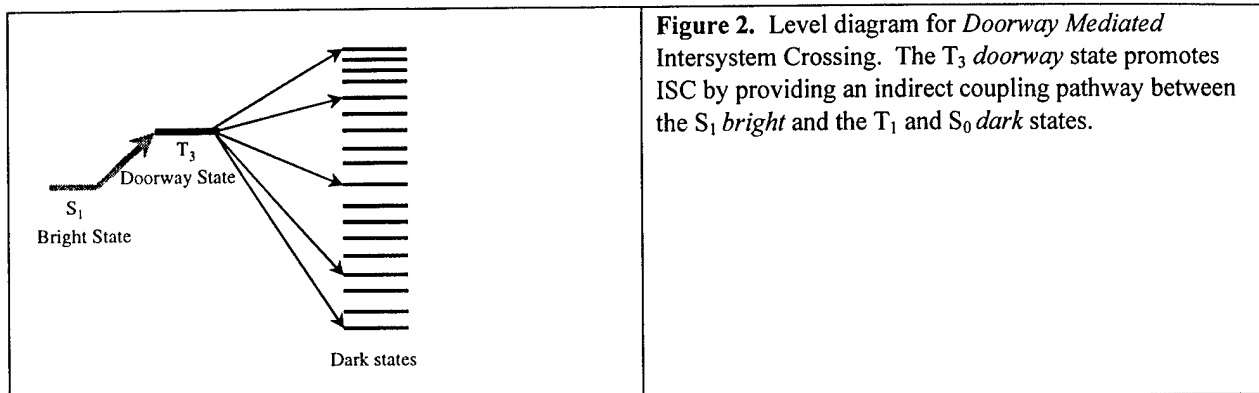 T₃
Doorway State
S₁
Bright State
Dark states
Figure 2. Level diagram for Doorway Mediated
Intersystem Crossing. The T₃ doorway state promotes
ISC by providing an indirect coupling pathway between
the S₁ bright and the T₁ and S₀ dark states.